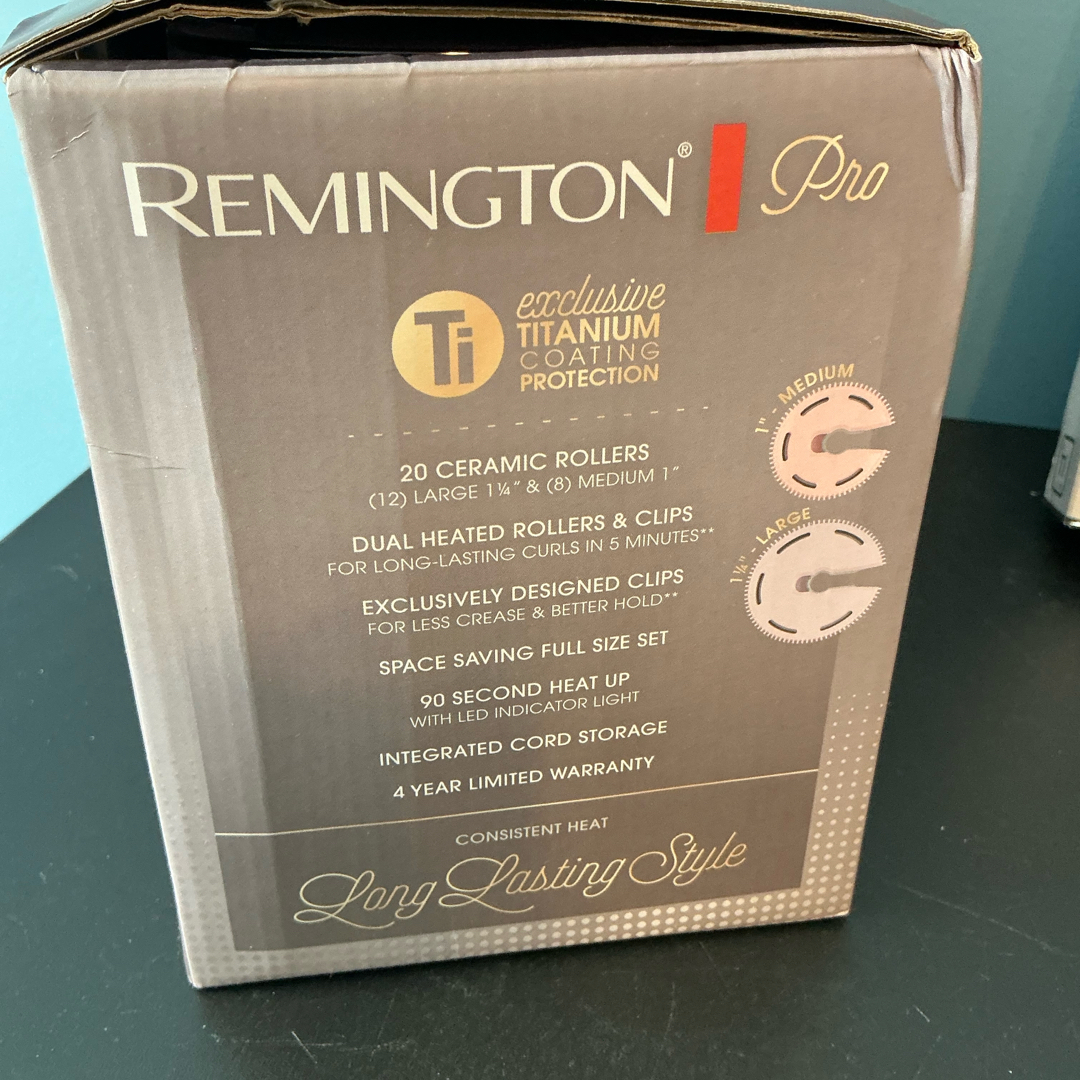 REMINGTON® Pro
Ti
exclusive
TITANIUM
COATING
PROTECTION
1" - MEDIUM
20 CERAMIC ROLLERS
(12) LARGE 1¼" & (8) MEDIUM 1"
1¼" - LARGE
DUAL HEATED ROLLERS & CLIPS
FOR LONG-LASTING CURLS IN 5 MINUTES**
EXCLUSIVELY DESIGNED CLIPS
FOR LESS CREASE & BETTER HOLD**
SPACE SAVING FULL SIZE SET
90 SECOND HEAT UP
WITH LED INDICATOR LIGHT
INTEGRATED CORD STORAGE
4 YEAR LIMITED WARRANTY
CONSISTENT HEAT
Long Lasting Style